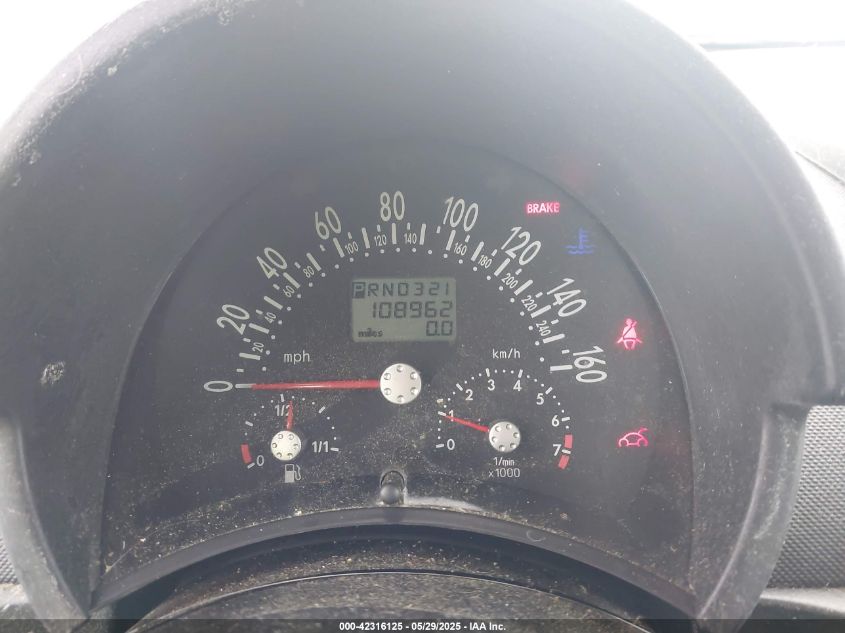 BRAKE
0 20 40 60 80 100 120 140 160
20 40 60 80 100 120 140 160 180 200 220 240
PRND321
108962
miles 0.0
mph
km/h
0 1/2 1/1
0 1 2 3 4 5 6 7
1/min
x1000
000-42316125 - 05/29/2025 - IAA Inc.